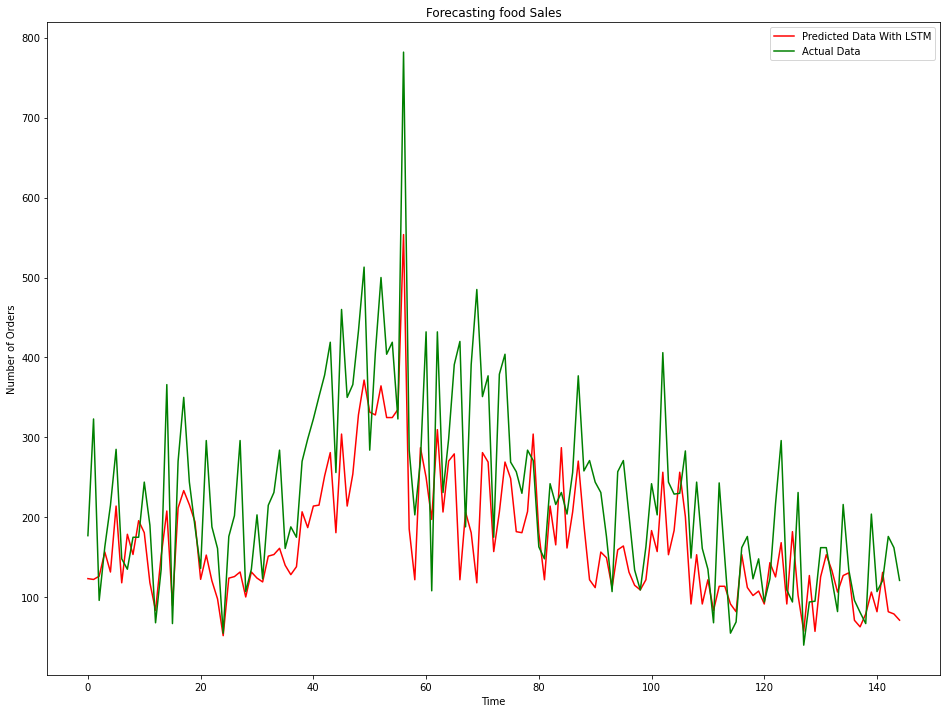 Forecasting food Sales
Predicted Data With LSTM
Actual Data
800
700
600
500
400
300
200
100
Number of Orders
0 20 40 60 80 100 120 140
Time